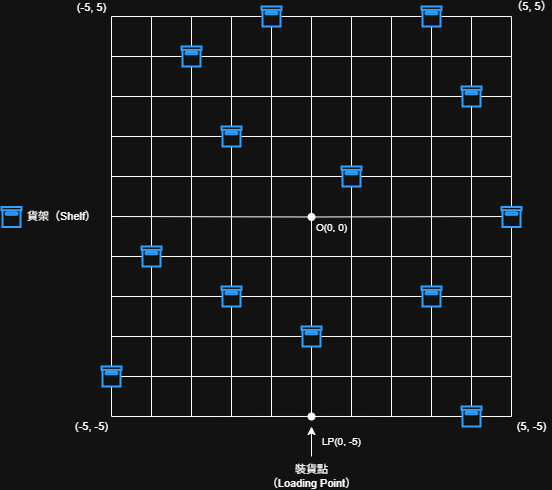 (-5, 5)
(5, 5)
貨架（Shelf）
O(0, 0)
(-5, -5)
(5, -5)
LP(0, -5)
裝貨點
（Loading Point）